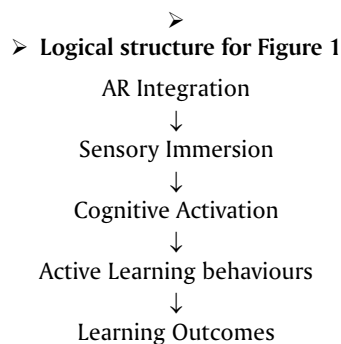 ➢
➢ Logical structure for Figure 1
AR Integration
↓
Sensory Immersion
↓
Cognitive Activation
↓
Active Learning behaviours
↓
Learning Outcomes